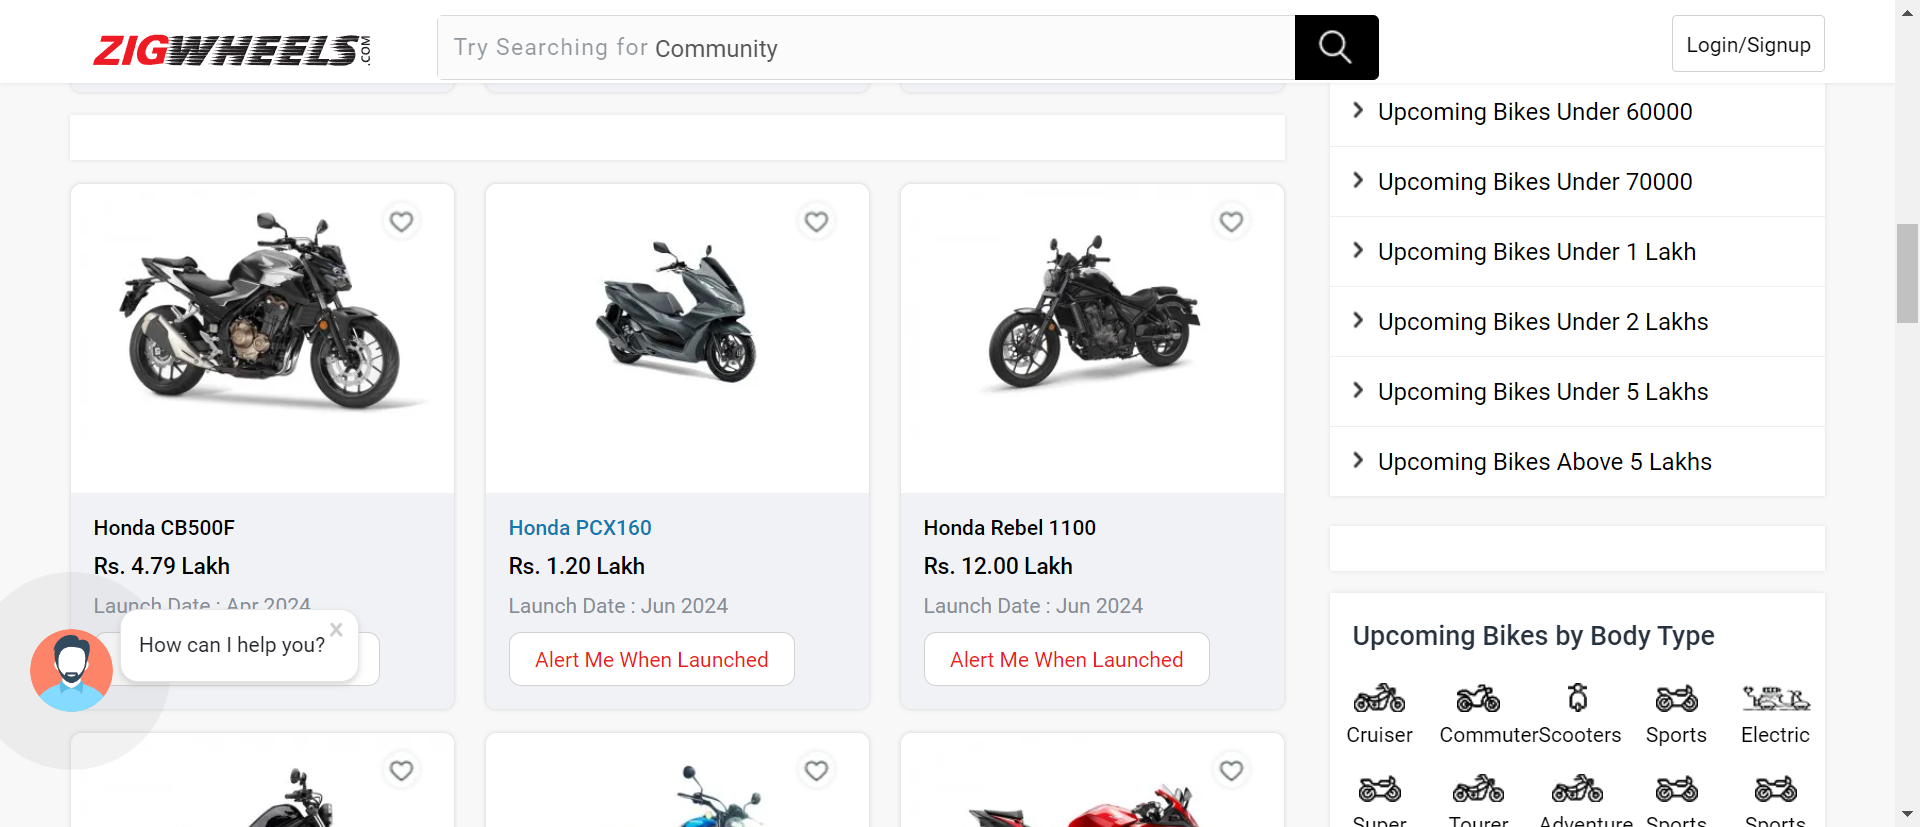 ZIGWHEELS.COM
Try Searching for Community
Login/Signup
Upcoming Bikes Under 60000
Upcoming Bikes Under 70000
Upcoming Bikes Under 1 Lakh
Upcoming Bikes Under 2 Lakhs
Upcoming Bikes Under 5 Lakhs
Upcoming Bikes Above 5 Lakhs
Honda CB500F
Rs. 4.79 Lakh
Launch Date : Apr 2024
Honda PCX160
Rs. 1.20 Lakh
Launch Date : Jun 2024
Alert Me When Launched
Honda Rebel 1100
Rs. 12.00 Lakh
Launch Date : Jun 2024
Alert Me When Launched
How can I help you?
Upcoming Bikes by Body Type
Cruiser
Commuter
Scooters
Sports
Electric
Super
Tourer
Adventure
Sports
Sports